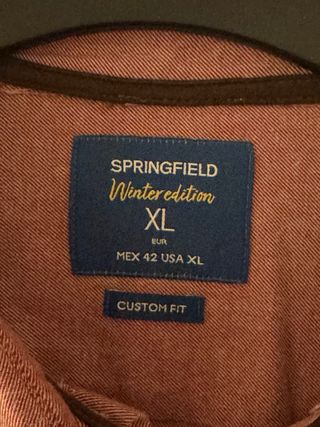 SPRINGFIELD
Winter edition
XL
EUR
MEX 42 USA XL
CUSTOM FIT